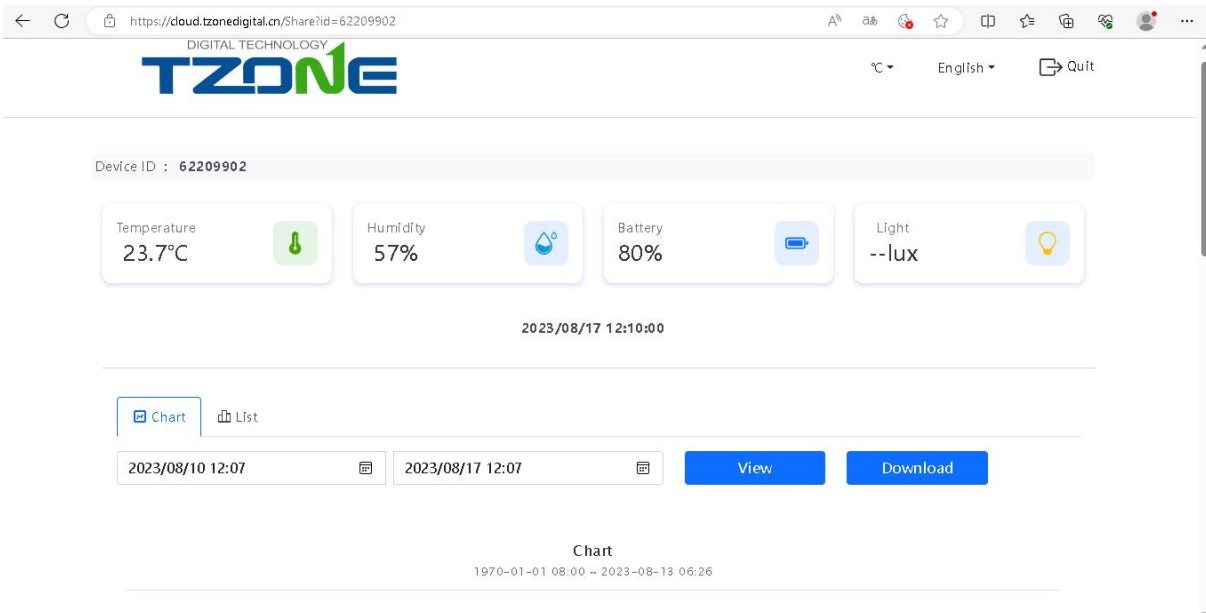 https://cloud.tzonedigital.cn/Share?id=62209902
DIGITAL TECHNOLOGY
TZONE
℃
English
Quit
Device ID : 62209902
Temperature
23.7℃
Humidity
57%
Battery
80%
Light
--lux
2023/08/17 12:10:00
Chart
List
2023/08/10 12:07
2023/08/17 12:07
View
Download
Chart
1970-01-01 08:00 ~ 2023-08-13 06:26